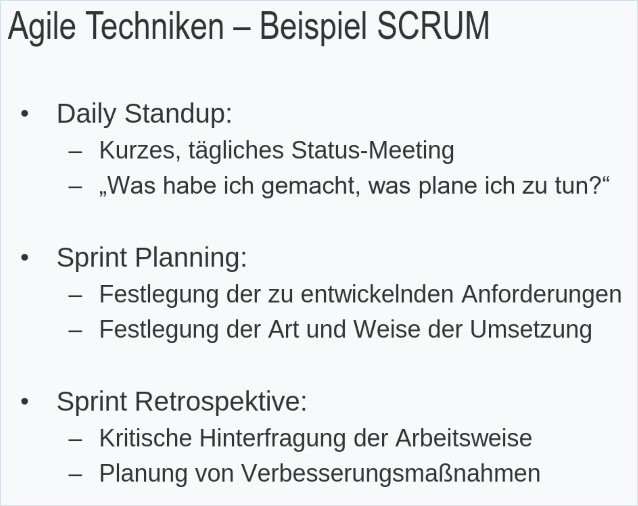 Agile Techniken – Beispiel SCRUM
• Daily Standup:
– Kurzes, tägliches Status-Meeting
– „Was habe ich gemacht, was plane ich zu tun?“
• Sprint Planning:
– Festlegung der zu entwickelnden Anforderungen
– Festlegung der Art und Weise der Umsetzung
• Sprint Retrospektive:
– Kritische Hinterfragung der Arbeitsweise
– Planung von Verbesserungsmaßnahmen